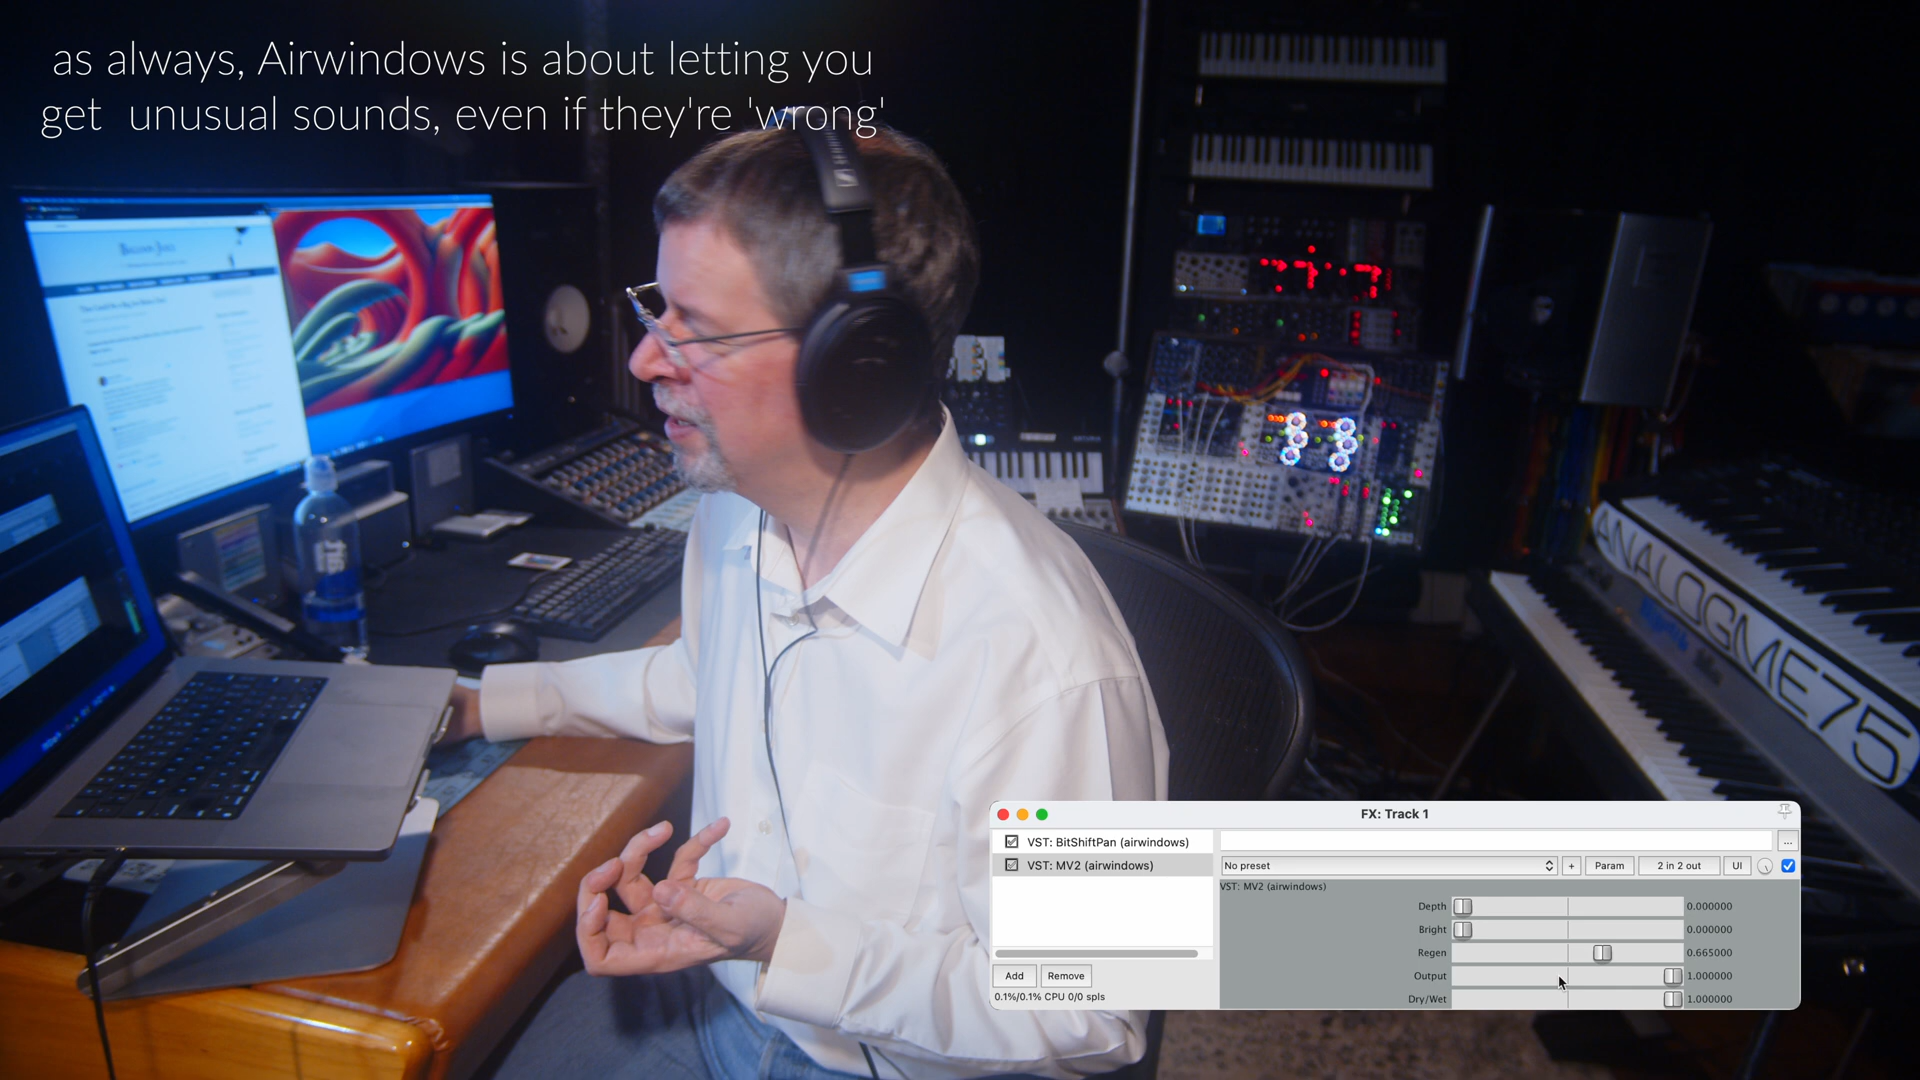 as always, Airwindows is about letting you
get unusual sounds, even if they're 'wrong'
ANALOGME75
FX: Track 1
VST: BitShiftPan (airwindows)
VST: MV2 (airwindows)
Add
Remove
0.1%/0.1% CPU 0/0 spls
...
No preset
+
Param
2 in 2 out
UI
VST: MV2 (airwindows)
Depth 0.000000
Bright 0.000000
Regen 0.665000
Output 1.000000
Dry/Wet 1.000000